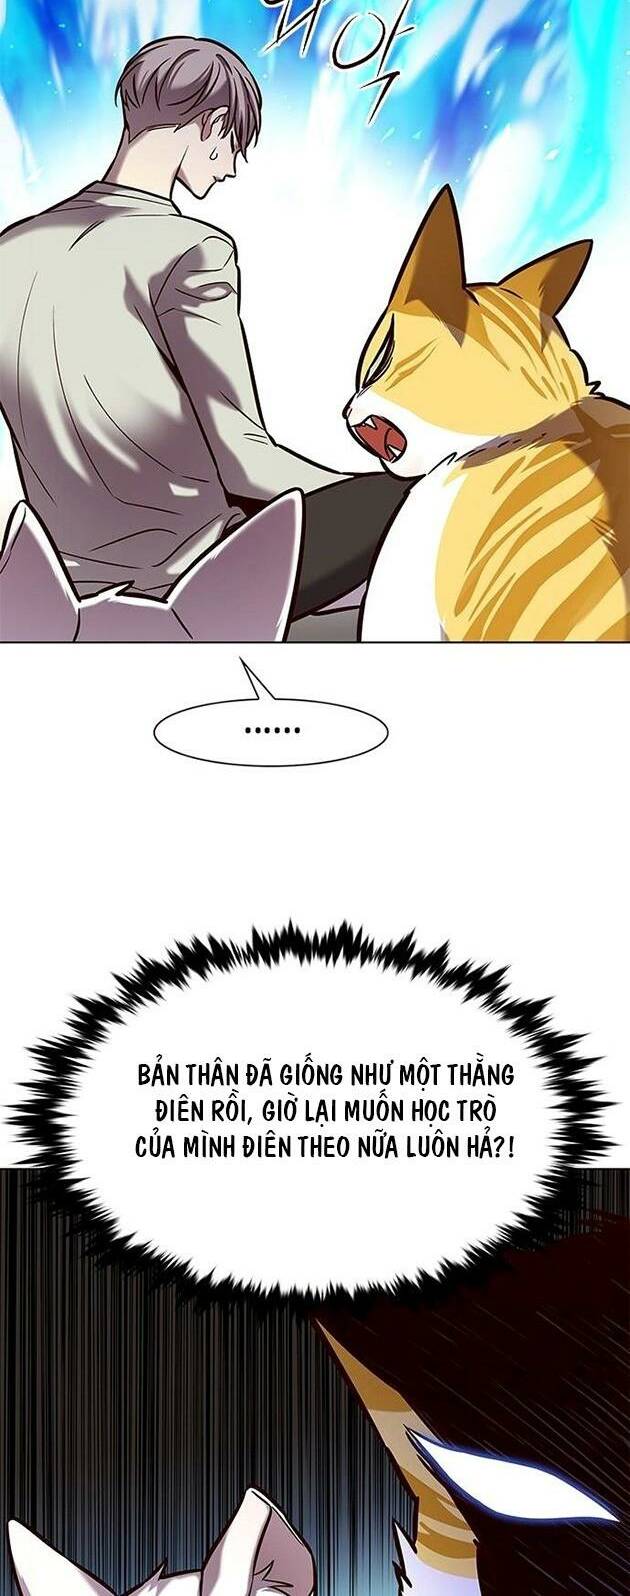 야
......
BẢN THÂN ĐÃ GIỐNG NHƯ MỘT THẰNG
ĐIÊN RỒI, GIỜ LẠI MUỐN HỌC TRÒ
CỦA MÌNH ĐIÊN THEO NỮA LUÔN HẢ?!